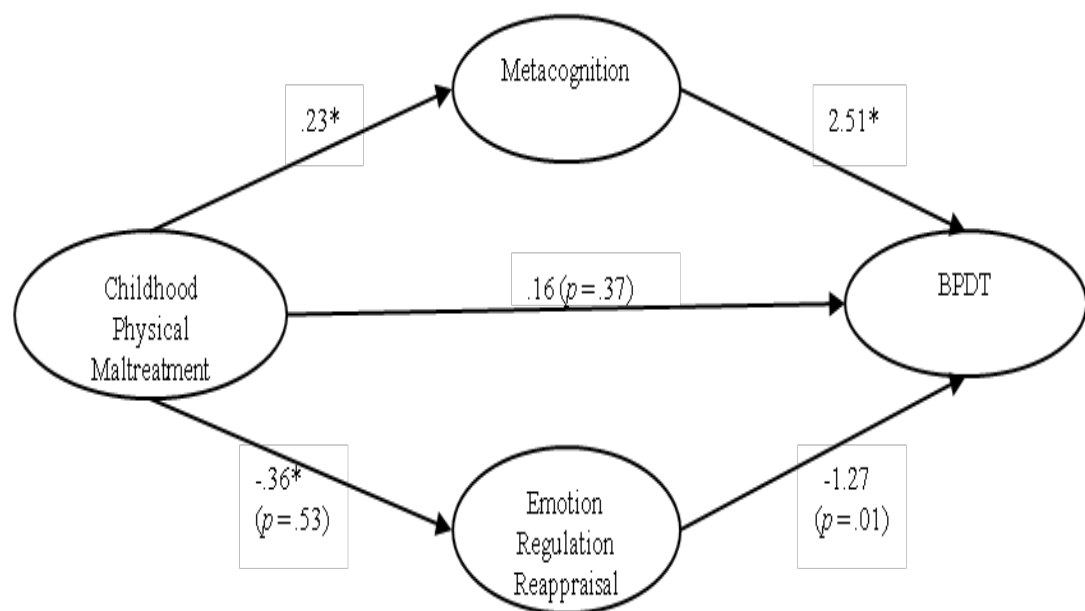 Metacognition
.23*
2.51*
Childhood
Physical
Maltreatment
.16 (p=.37)
BPDT
-.36*
(p=.53)
Emotion
Regulation
Reappraisal
-1.27
(p=.01)